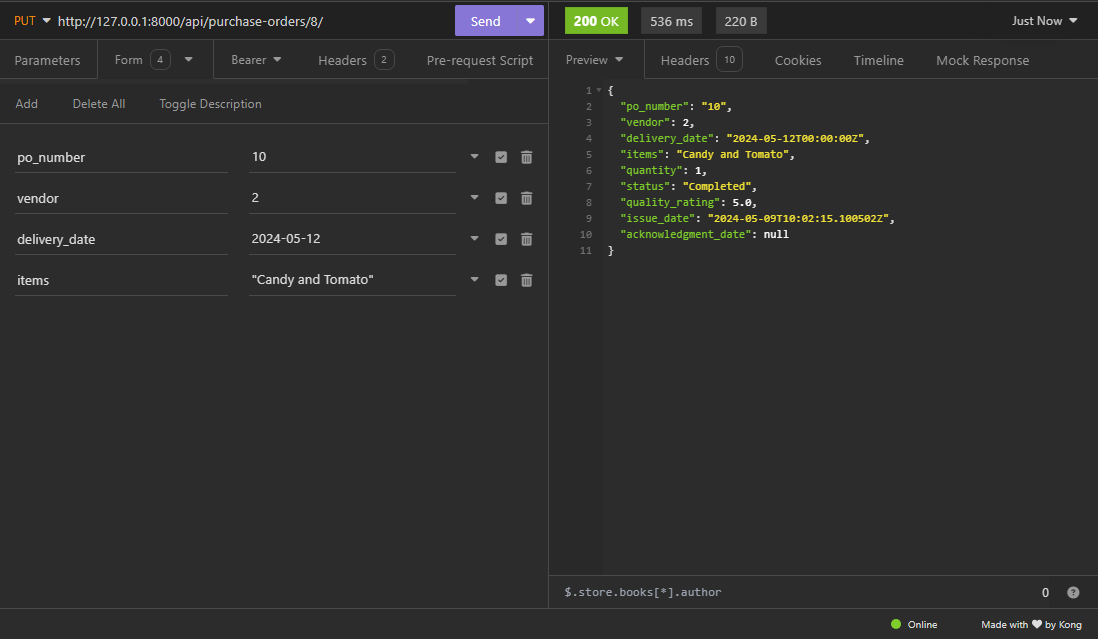 PUT http://127.0.0.1:8000/api/purchase-orders/8/ Send
Parameters Form 4 Bearer Headers 2 Pre-request Script
Add Delete All Toggle Description
po_number 10
vendor 2
delivery_date 2024-05-12
items "Candy and Tomato"
200 OK 536 ms 220 B Just Now
Preview Headers 10 Cookies Timeline Mock Response
1 {
2 "po_number": "10",
3 "vendor": 2,
4 "delivery_date": "2024-05-12T00:00:00Z",
5 "items": "Candy and Tomato",
6 "quantity": 1,
7 "status": "Completed",
8 "quality_rating": 5.0,
9 "issue_date": "2024-05-09T10:02:15.100502Z",
10 "acknowledgment_date": null
11 }
$.store.books[*].author 0 ?
Online Made with ❤ by Kong